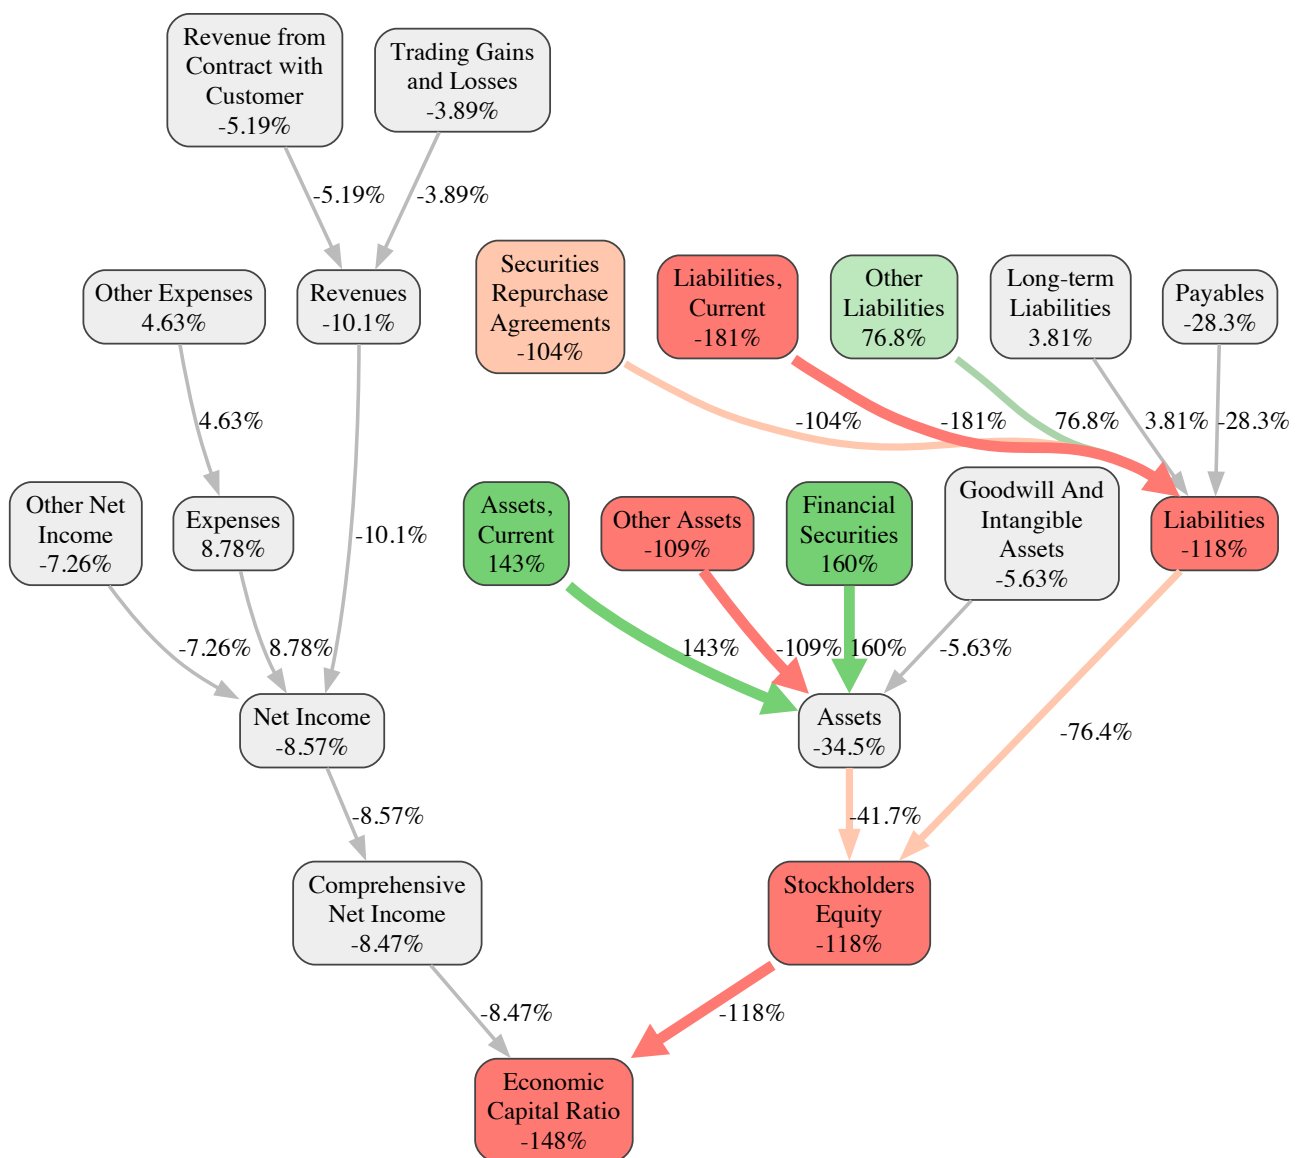 Revenue from
Contract with
Customer
-5.19%
Trading Gains
and Losses
-3.89%
-5.19%
-3.89%
Other Expenses
4.63%
Revenues
-10.1%
Securities
Repurchase
Agreements
-104%
Liabilities,
Current
-181%
Other
Liabilities
76.8%
Long-term
Liabilities
3.81%
Payables
-28.3%
4.63%
-104%
-181%
76.8%
3.81%
-28.3%
Other Net
Income
-7.26%
Expenses
8.78%
-10.1%
Assets,
Current
143%
Other Assets
-109%
Financial
Securities
160%
Goodwill And
Intangible
Assets
-5.63%
Liabilities
-118%
-7.26%
8.78%
143%
-109%
160%
-5.63%
Net Income
-8.57%
Assets
-34.5%
-76.4%
-8.57%
-41.7%
Comprehensive
Net Income
-8.47%
Stockholders
Equity
-118%
-8.47%
-118%
Economic
Capital Ratio
-148%